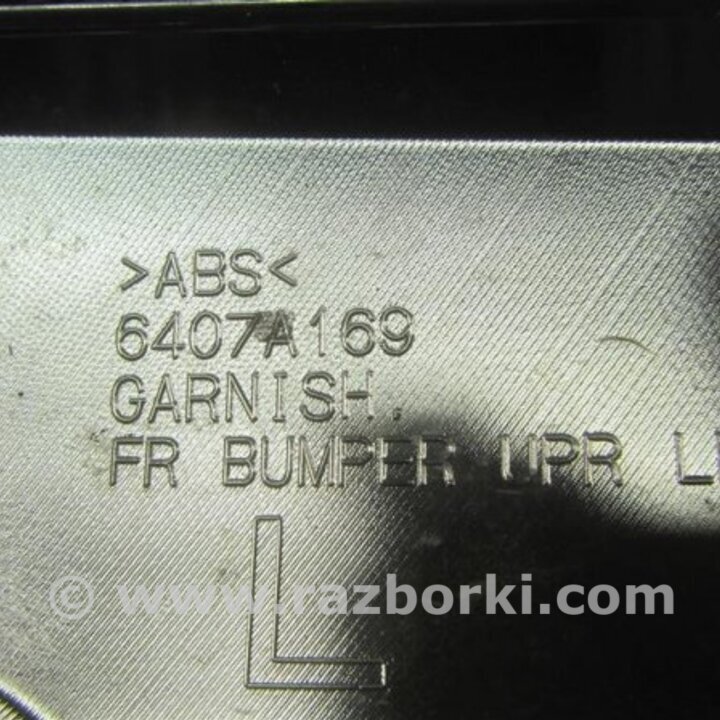 >ABS<
6407A169
GARNISH,
FR BUMPER UPR
L
© www.razborki.com